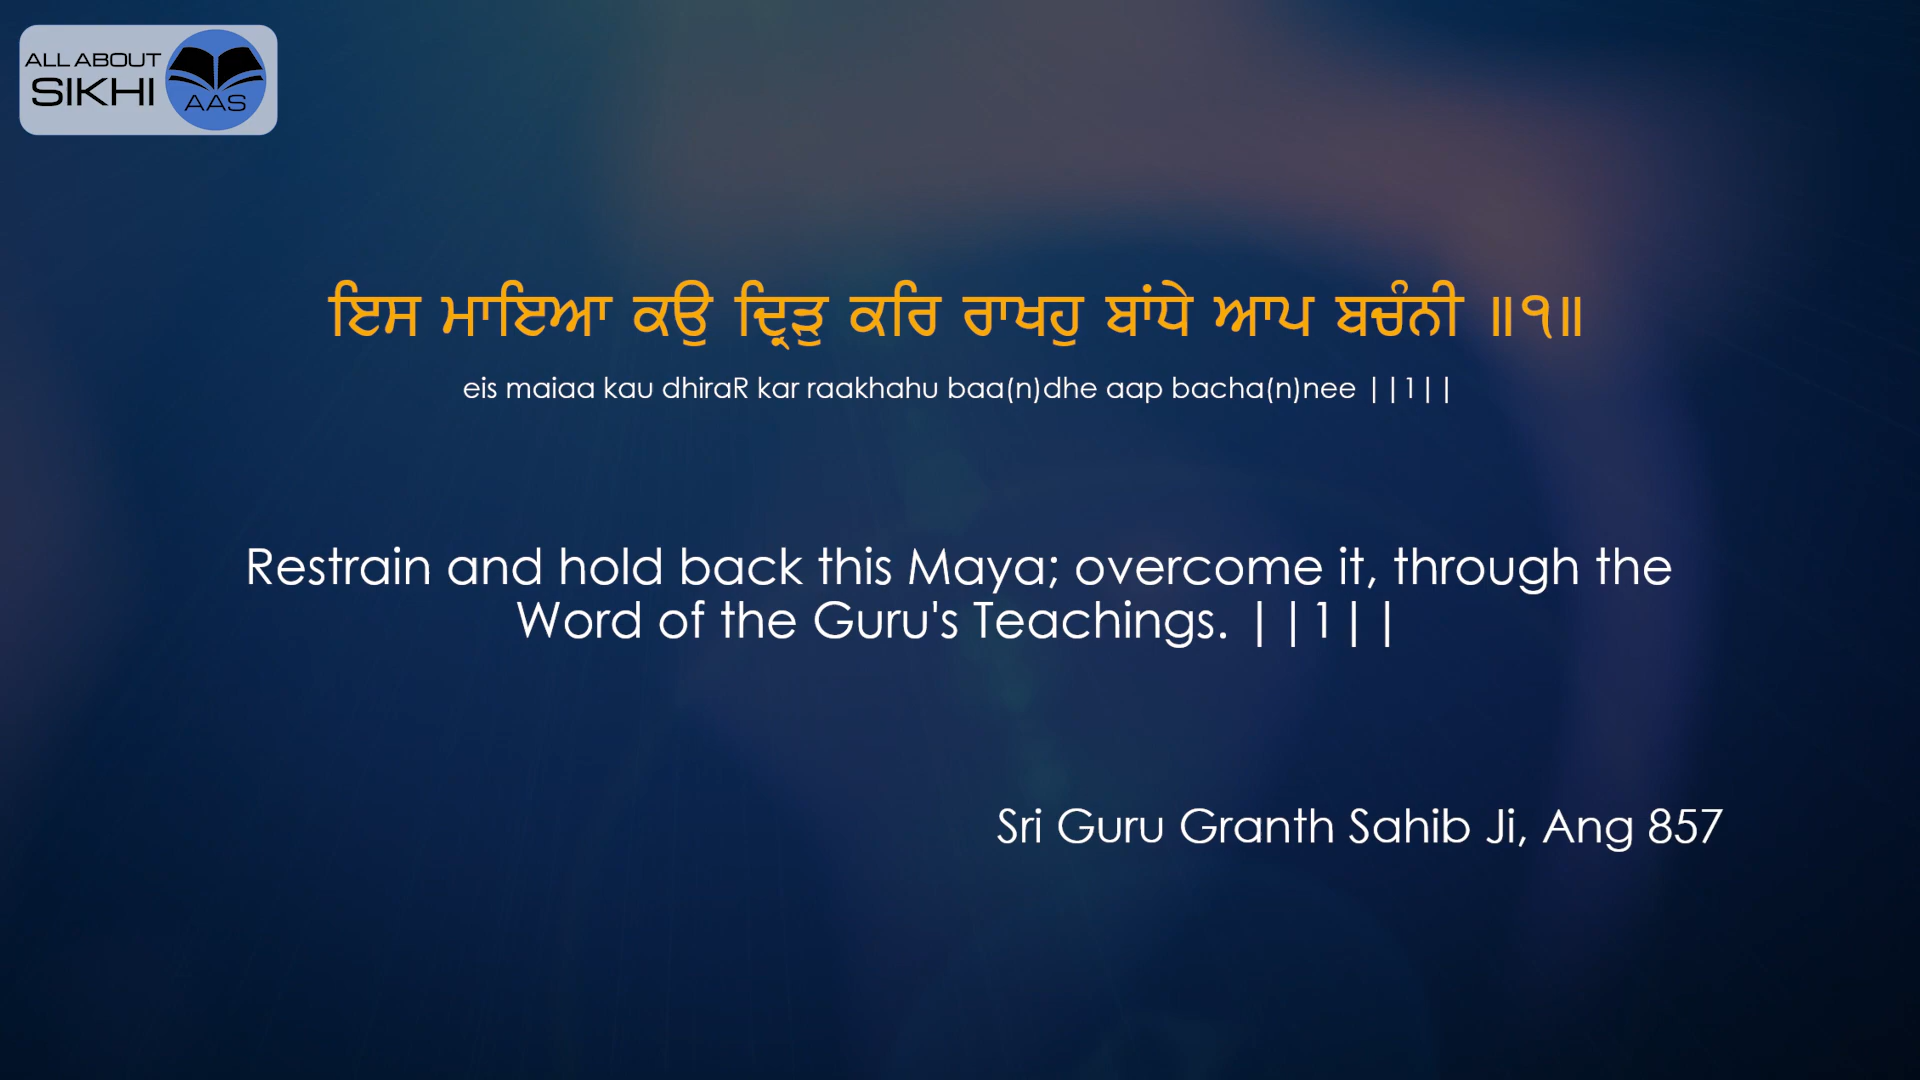 ALL ABOUT
SIKHI
AAS
ਇਸ ਮਾਇਆ ਕਉ ਦ੍ਰਿੜੁ ਕਰਿ ਰਾਖਹੁ ਬਾਂਧੇ ਆਪ ਬਚੰਨੀ ॥੧॥
eis maiaa kau dhiraR kar raakhahu baa(n)dhe aap bacha(n)nee ||1||
Restrain and hold back this Maya; overcome it, through the
Word of the Guru's Teachings. ||1||
Sri Guru Granth Sahib Ji, Ang 857